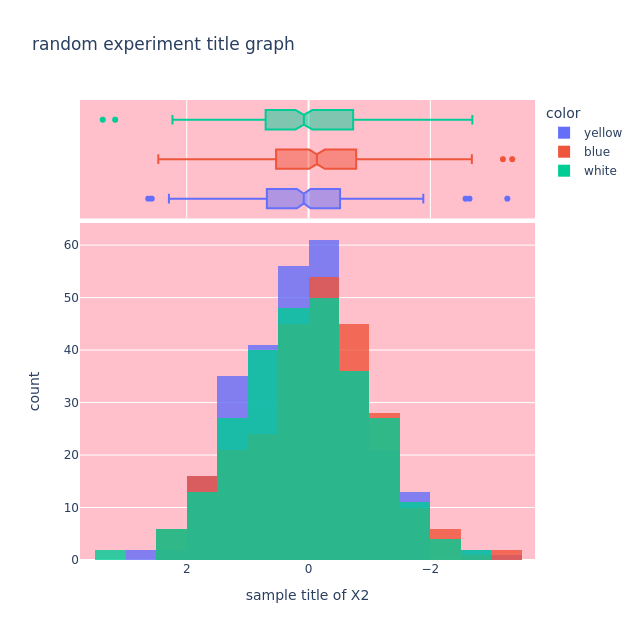 random experiment title graph
color
yellow
blue
white
60
50
40
30
20
10
0
count
2
0
−2
sample title of X2